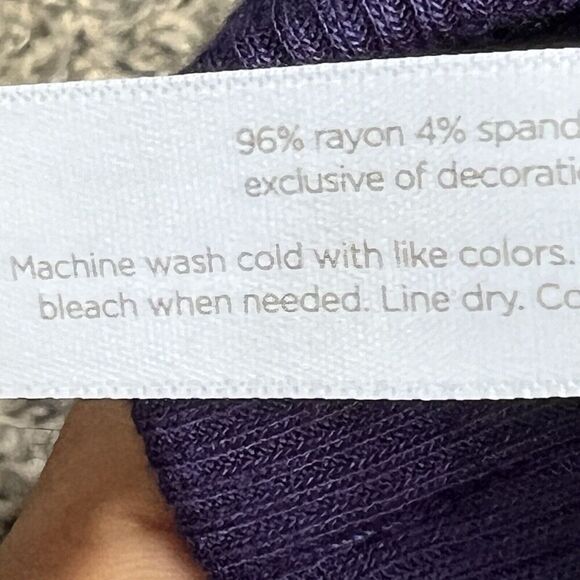 96% rayon 4% spand
exclusive of decorati
Machine wash cold with like colors.
bleach when needed. Line dry. Co